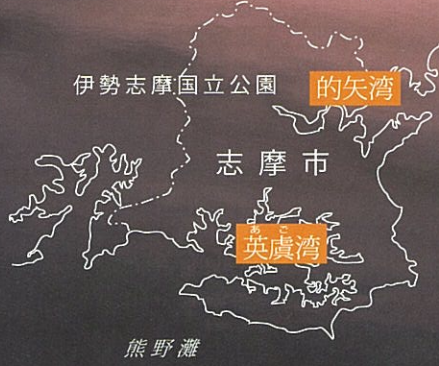 伊勢志摩国立公園
的矢湾
志摩市
あご
英虞湾
熊野灘